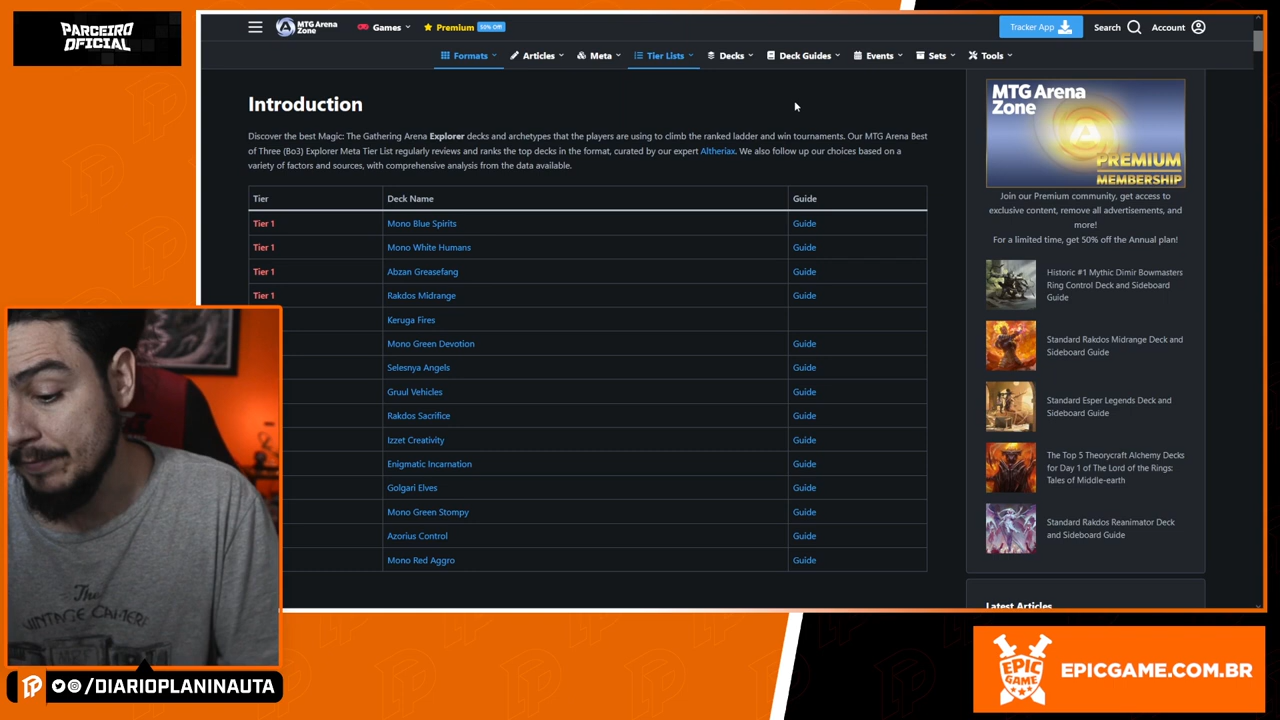 PARCEIRO
OFICIAL
MTG Arena
Zone
Games
Premium
50% Off!
Tracker App
Search
Account
Formats
Articles
Meta
Tier Lists
Decks
Deck Guides
Events
Sets
Tools
Introduction
Discover the best Magic: The Gathering Arena Explorer decks and archetypes that the players are using to climb the ranked ladder and win tournaments. Our MTG Arena Best
of Three (Bo3) Explorer Meta Tier List regularly reviews and ranks the top decks in the format, curated by our expert Altheriax. We also follow up our choices based on a
variety of factors and sources, with comprehensive analysis from the data available.
Tier Deck Name Guide
Tier 1 Mono Blue Spirits Guide
Tier 1 Mono White Humans Guide
Tier 1 Abzan Greasefang Guide
Tier 1 Rakdos Midrange Guide
Keruga Fires
Mono Green Devotion Guide
Selesnya Angels Guide
Gruul Vehicles Guide
Rakdos Sacrifice Guide
Izzet Creativity Guide
Enigmatic Incarnation Guide
Golgari Elves Guide
Mono Green Stompy Guide
Azorius Control Guide
Mono Red Aggro Guide
MTG Arena
Zone
PREMIUM
MEMBERSHIP
Join our Premium community, get access to
exclusive content, remove all advertisements, and
more!
For a limited time, get 50% off the Annual plan!
Historic #1 Mythic Dimir Bowmasters
Ring Control Deck and Sideboard
Guide
Standard Rakdos Midrange Deck and
Sideboard Guide
Standard Esper Legends Deck and
Sideboard Guide
The Top 5 Theorycraft Alchemy Decks
for Day 1 of The Lord of the Rings:
Tales of Middle-earth
Standard Rakdos Reanimator Deck
and Sideboard Guide
Latest Articles
The
VINTAGE GAMERS
/DIARIOPLANINAUTA
EPIC
GAME
EPICGAME.COM.BR